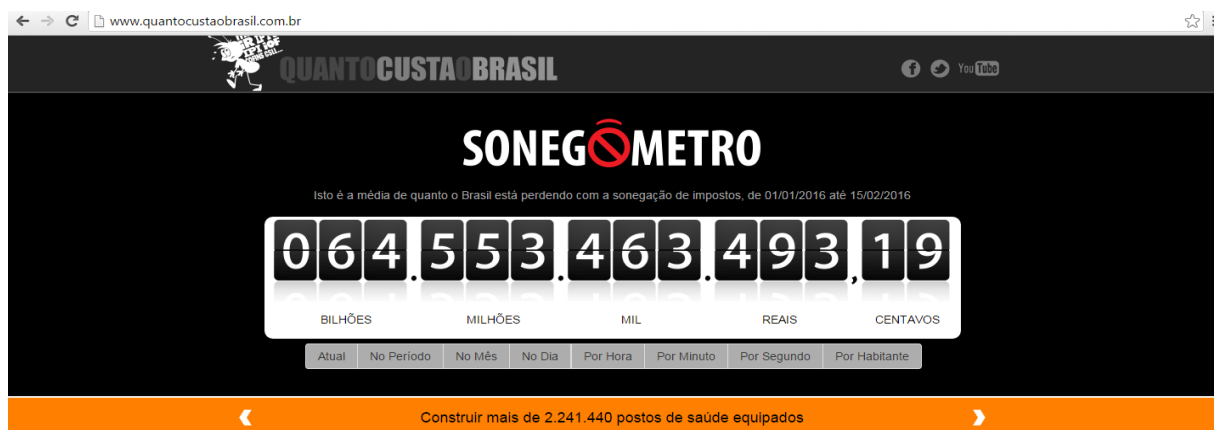 www.quantocustaobrasil.com.br
QUANTOCUSTAOBRASIL
You Tube
SONEGÔMETRO
Isto é a média de quanto o Brasil está perdendo com a sonegação de impostos, de 01/01/2016 até 15/02/2016
064.553.463.493,19
BILHÕES MILHÕES MIL REAIS CENTAVOS
Atual No Período No Mês No Dia Por Hora Por Minuto Por Segundo Por Habitante
Construir mais de 2.241.440 postos de saúde equipados